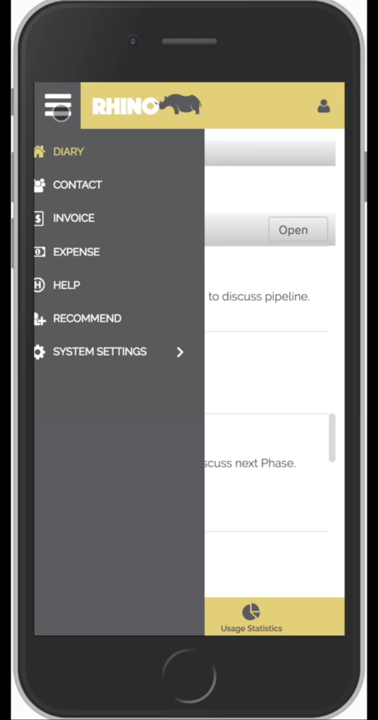 RHINO
DIARY
CONTACT
INVOICE
Open
EXPENSE
HELP
to discuss pipeline.
RECOMMEND
SYSTEM SETTINGS
scuss next Phase.
Usage Statistics